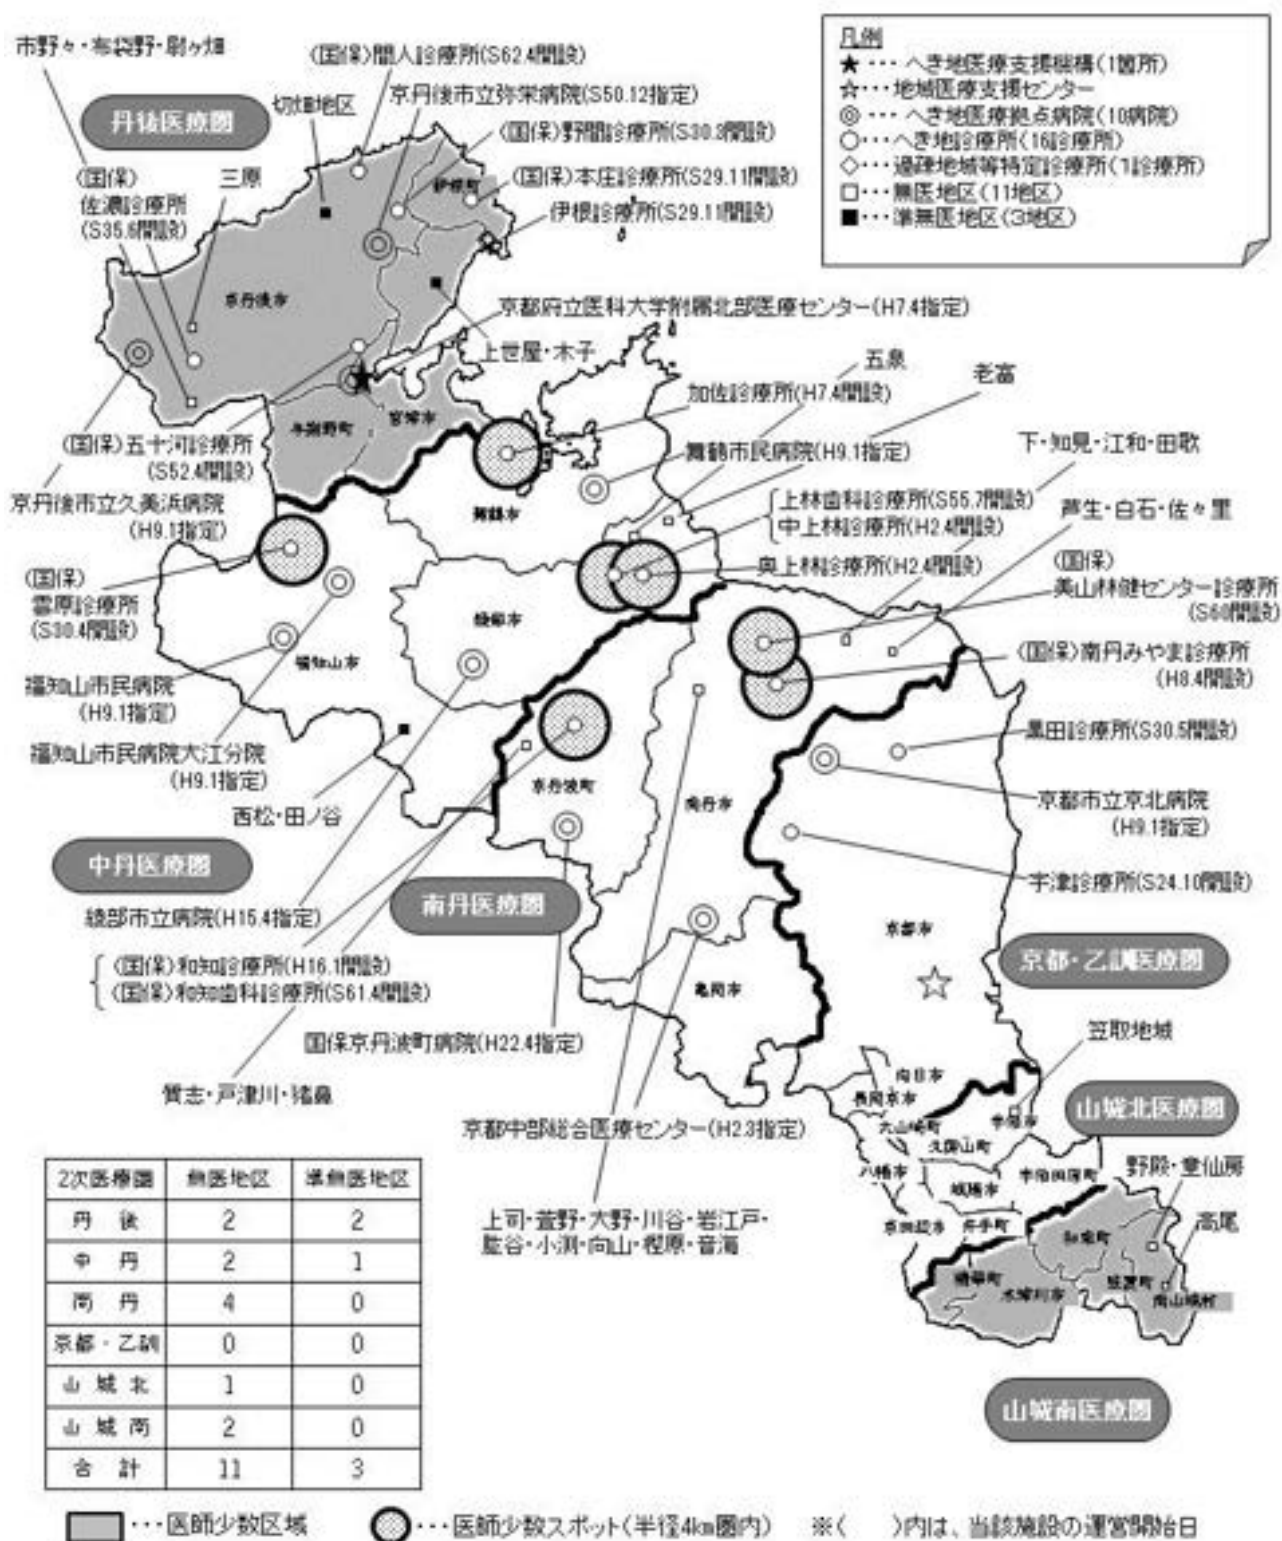 市野々・布袋野・尉ヶ畑
(国保)間人診療所(S62.4開設)
京丹後市立弥栄病院(S50.12指定)
切畑地区
丹後医療圏
(国保)野間診療所(S30.3開設)
(国保)本庄診療所(S29.11開設)
伊根診療所(S29.11開設)
(国保)
佐濃診療所
(S35.6開設)
三原
伊根町
京丹後市
凡例
★・・・へき地医療支援機構(1箇所)
☆・・・地域医療支援センター
◎・・・へき地医療拠点病院(10病院)
○・・・へき地診療所(16診療所)
◇・・・過疎地域等特定診療所(1診療所)
□・・・無医地区(11地区)
■・・・準無医地区(3地区)
京都府立医科大学附属北部医療センター(H7.4指定)
上世屋・木子
五泉
老富
加佐診療所(H7.4開設)
与謝野町
宮津市
(国保)五十河診療所
(S52.4開設)
舞鶴市民病院(H9.1指定)
下・知見・江和・田歌
京丹後市立久美浜病院
(H9.1指定)
舞鶴市
上林歯科診療所(S55.7開設)
中上林診療所(H2.4開設)
芦生・白石・佐々里
奥上林診療所(H2.4開設)
(国保)
美山林健センター診療所
(S60開設)
(国保)
雲原診療所
(S30.4開設)
綾部市
福知山市
(国保)南丹みやま診療所
(H8.4開設)
福知山市民病院
(H9.1指定)
黒田診療所(S30.5開設)
福知山市民病院大江分院
(H9.1指定)
京丹波町
南丹市
京都市立京北病院
(H9.1指定)
西松・田ノ谷
中丹医療圏
宇津診療所(S24.10開設)
南丹医療圏
綾部市立病院(H15.4指定)
京都市
京都・乙訓医療圏
(国保)和知診療所(H16.1開設)
(国保)和知歯科診療所(S61.4開設)
亀岡市
国保京丹波町病院(H22.4指定)
笠取地域
質志・戸津川・猪鼻
向日市
長岡京市
山城北医療圏
京都中部総合医療センター(H2.3指定)
大山崎町
宇治市
久御山町
八幡市
城陽市
宇治田原町
野殿・童仙房
京田辺市
井手町
高尾
上司・萱野・大野・川谷・岩江戸・
脇谷・小渕・向山・樫原・音海
和束町
精華町
木津川市
笠置町
南山城村
山城南医療圏
2次医療圏 無医地区 準無医地区
丹後 2 2
中丹 2 1
南丹 4 0
京都・乙訓 0 0
山城北 1 0
山城南 2 0
合計 11 3
・・・医師少数区域
・・・医師少数スポット(半径4km圏内)
※( )内は、当該施設の運営開始日